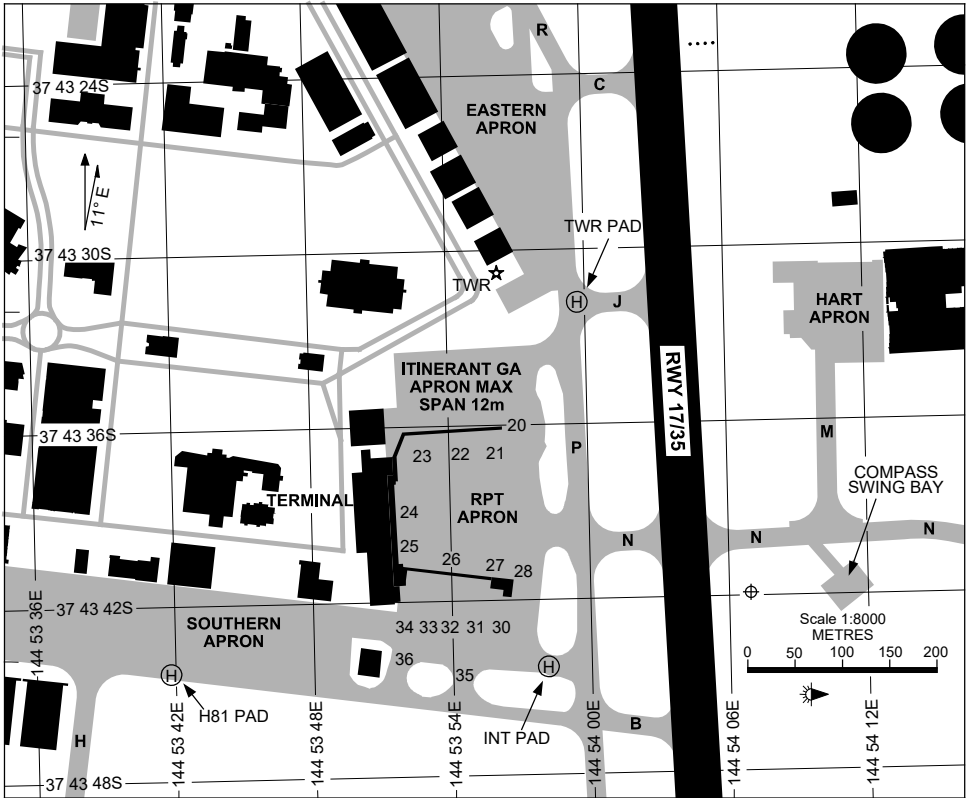 R
37 43 24S
C
EASTERN
APRON
11° E
TWR PAD
37 43 30S
TWR
H
J
HART
APRON
ITINERANT GA
APRON MAX
SPAN 12m
RWY 17/35
20
37 43 36S
M
P
23 22 21
COMPASS
SWING BAY
TERMINAL
RPT
APRON
24
N
N
N
25
26
27
28
37 43 42S
144 53 36E
SOUTHERN
APRON
34 33 32 31 30
Scale 1:8000
METRES
0 50 100 150 200
36
35
H
H
H81 PAD
INT PAD
B
H
144 53 42E
144 53 48E
144 53 54E
144 54 00E
144 54 06E
144 54 12E
37 43 48S